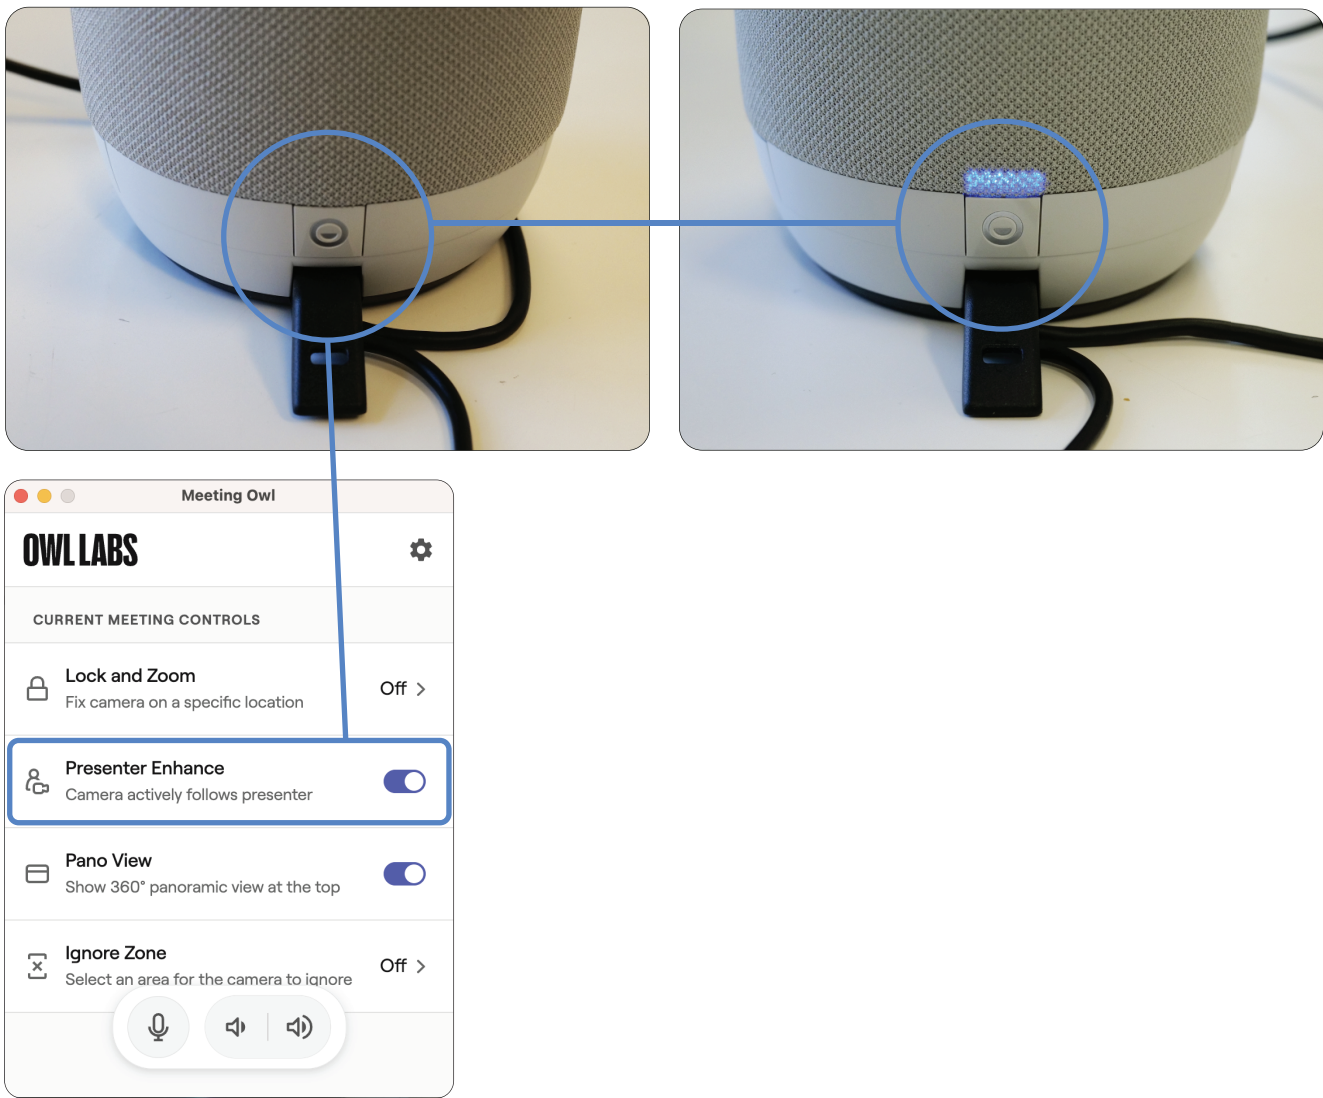 Meeting Owl
OWL LABS
CURRENT MEETING CONTROLS
Lock and Zoom
Fix camera on a specific location
Off
Presenter Enhance
Camera actively follows presenter
Pano View
Show 360° panoramic view at the top
Ignore Zone
Select an area for the camera to ignore
Off